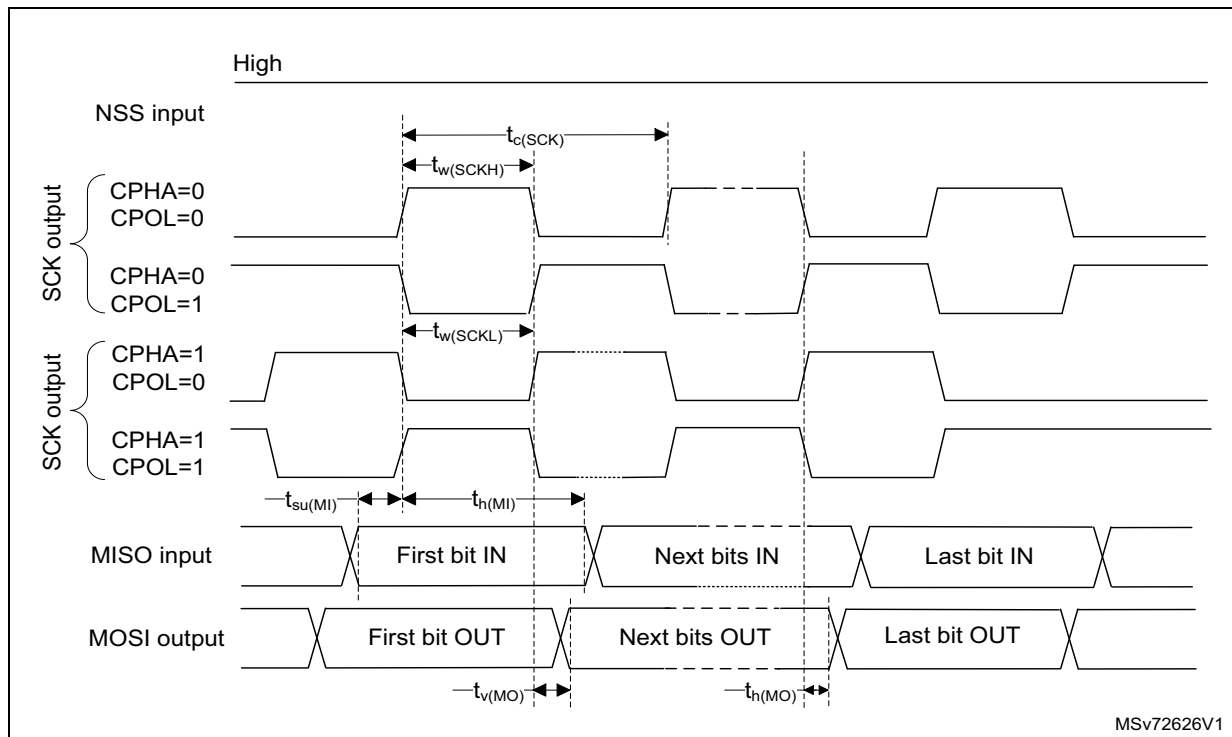 High
NSS input
tc(SCK)
tw(SCKH)
SCK output
CPHA=0
CPOL=0
CPHA=0
CPOL=1
tw(SCKL)
SCK output
CPHA=1
CPOL=0
CPHA=1
CPOL=1
tsu(MI)
th(MI)
MISO input
First bit IN
Next bits IN
Last bit IN
MOSI output
First bit OUT
Next bits OUT
Last bit OUT
tv(MO)
th(MO)
MSv72626V1